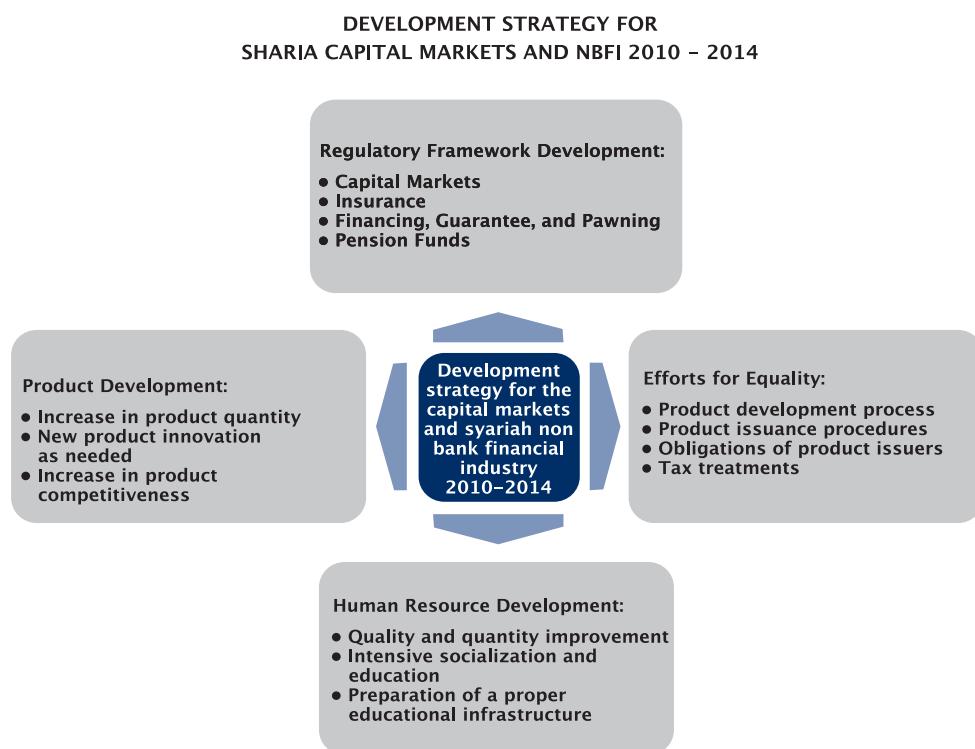 DEVELOPMENT STRATEGY FOR
SHARIA CAPITAL MARKETS AND NBFI 2010 – 2014
Regulatory Framework Development:
● Capital Markets
● Insurance
● Financing, Guarantee, and Pawning
● Pension Funds
Product Development:
● Increase in product quantity
● New product innovation
as needed
● Increase in product
competitiveness
Development
strategy for the
capital markets
and syariah non
bank financial
industry
2010–2014
Efforts for Equality:
● Product development process
● Product issuance procedures
● Obligations of product issuers
● Tax treatments
Human Resource Development:
● Quality and quantity improvement
● Intensive socialization and
education
● Preparation of a proper
educational infrastructure